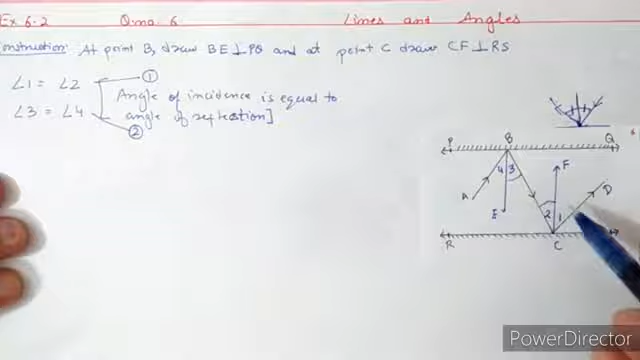 Ex 6.2 Q.no. 6 Lines and Angles
onstruction: At point B, draw BE⊥PQ and at point C draw CF⊥RS
∠1 = ∠2 ①
Angle of incidence is equal to
∠3 = ∠4 angle of reflection]
②
P B Q
4 3 F
A D
E 2 1
R C
PowerDirector